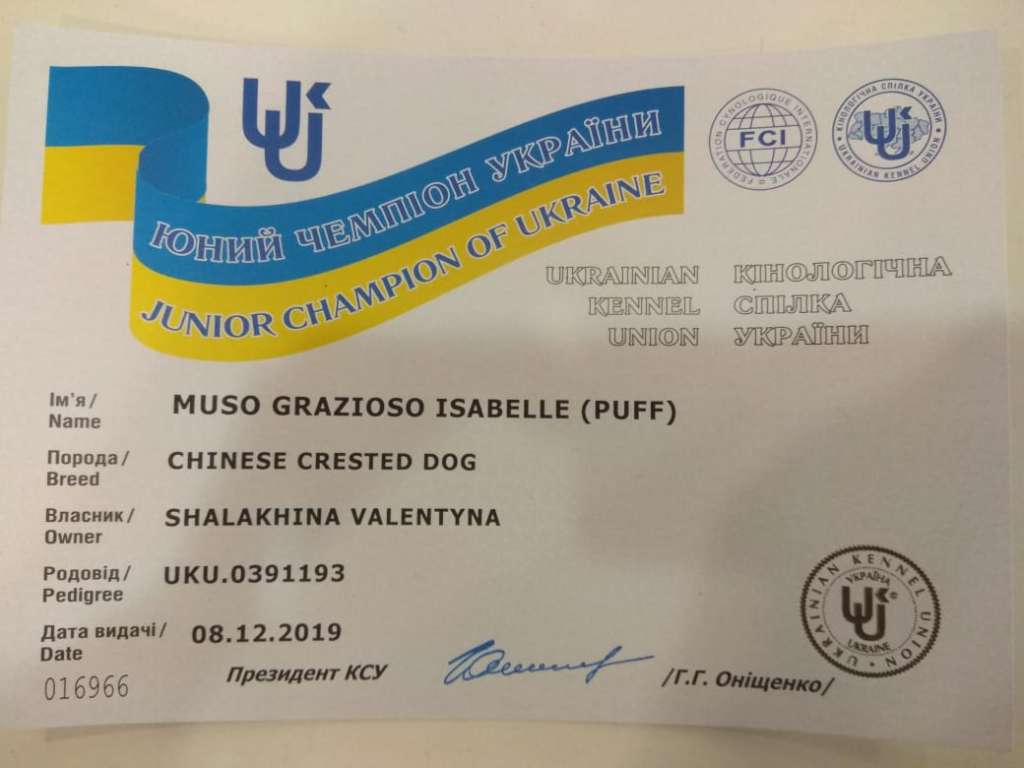 UKU
ЮНИЙ ЧЕМПІОН УКРАЇНИ
JUNIOR CHAMPION OF UKRAINE
FEDERATION CYNOLOGIQUE INTERNATIONALE
FCI
КІНОЛОГІЧНА СПІЛКА УКРАЇНИ
UKU
UKRAINIAN KENNEL UNION
UKRAINIAN КІНОЛОГІЧНА
KENNEL СПІЛКА
UNION УКРАЇНИ
Ім'я/
Name
MUSO GRAZIOSO ISABELLE (PUFF)
Порода/
Breed
CHINESE CRESTED DOG
Власник/
Owner
SHALAKHINA VALENTYNA
Родовід/
Pedigree
UKU.0391193
Дата видачі/
Date
08.12.2019
016966
Президент КСУ
/Г.Г. Оніщенко/
UKRAINIAN KENNEL UNION
УКРАЇНА
UKU
UKRAINE